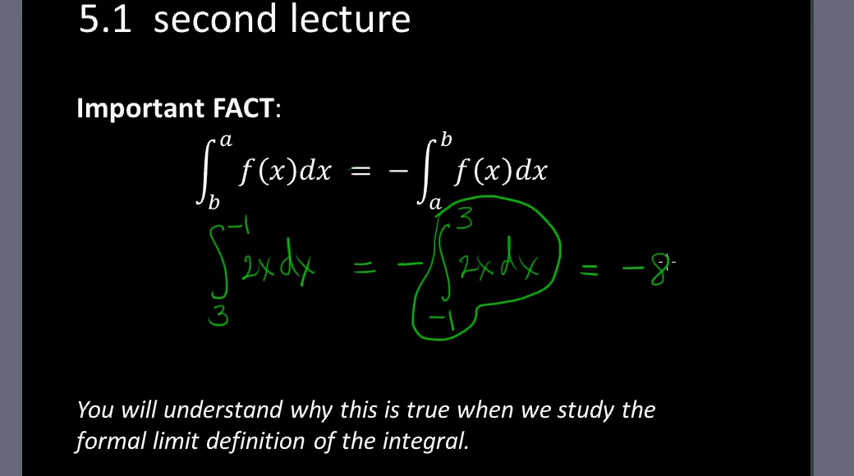 5.1 second lecture
Important FACT:
∫_b^a f(x)dx = -∫_a^b f(x)dx
∫_3^-1 2x dx = -∫_-1^3 2x dx = -8
You will understand why this is true when we study the
formal limit definition of the integral.